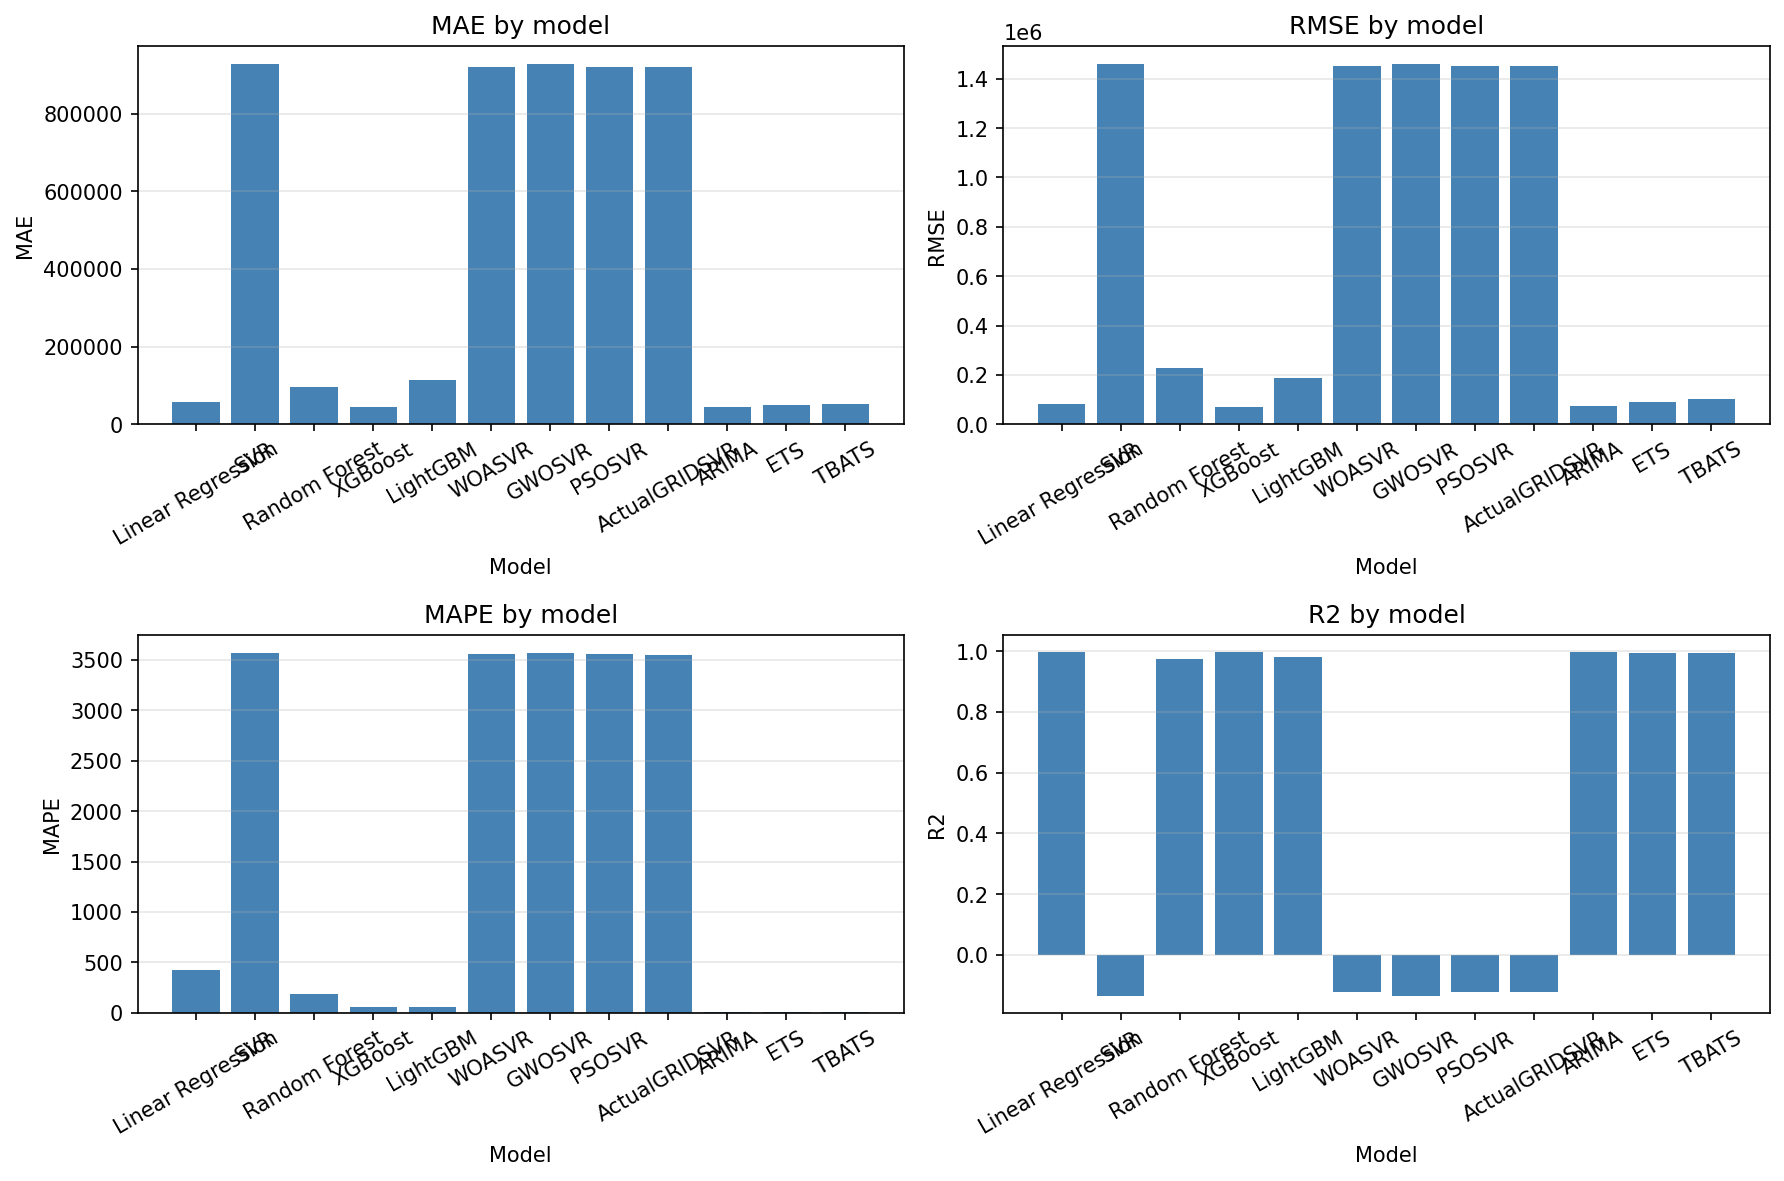 MAE by model
800000
600000
400000
200000
0
MAE
Linear Regression
SVR
Random Forest
XGBoost
LightGBM
WOASVR
GWOSVR
PSOSVR
ActualGRIDSVR
ARIMA
ETS
TBATS
Model
RMSE by model
1e6
1.4
1.2
1.0
0.8
0.6
0.4
0.2
0.0
RMSE
Linear Regression
SVR
Random Forest
XGBoost
LightGBM
WOASVR
GWOSVR
PSOSVR
ActualGRIDSVR
ARIMA
ETS
TBATS
Model
MAPE by model
3500
3000
2500
2000
1500
1000
500
0
MAPE
Linear Regression
SVR
Random Forest
XGBoost
LightGBM
WOASVR
GWOSVR
PSOSVR
ActualGRIDSVR
ARIMA
ETS
TBATS
Model
R2 by model
1.0
0.8
0.6
0.4
0.2
0.0
R2
Linear Regression
SVR
Random Forest
XGBoost
LightGBM
WOASVR
GWOSVR
PSOSVR
ActualGRIDSVR
ARIMA
ETS
TBATS
Model